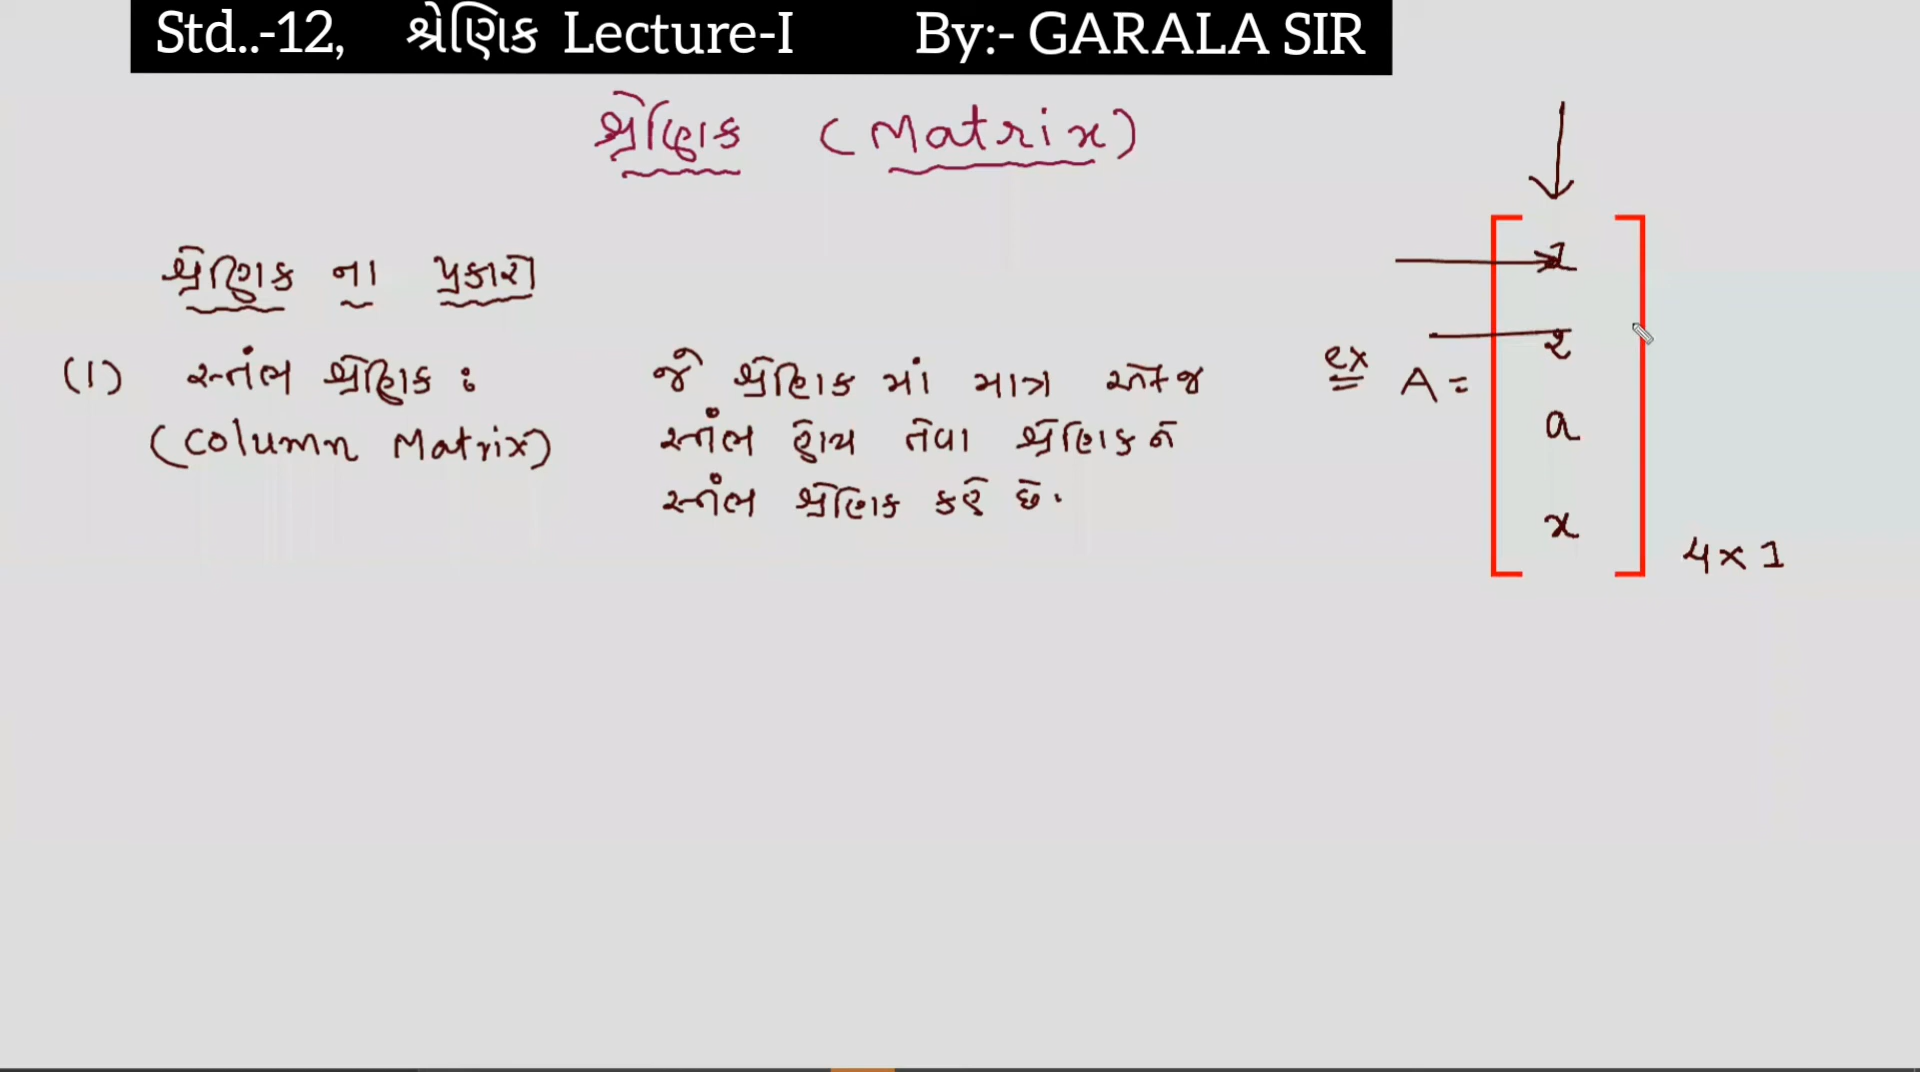 Std..-12, શ્રેણિક Lecture-I By:- GARALA SIR
શ્રેણિક (Matrix)
શ્રેણિક ના પ્રકારો
(1) સ્તંભ શ્રેણિક :
(Column Matrix)
જે શ્રેણિક માં માત્ર એક જ
સ્તંભ હોય તેવા શ્રેણિક ને
સ્તંભ શ્રેણિક કહે છે.
ex A =
1
2
a
x
4 × 1